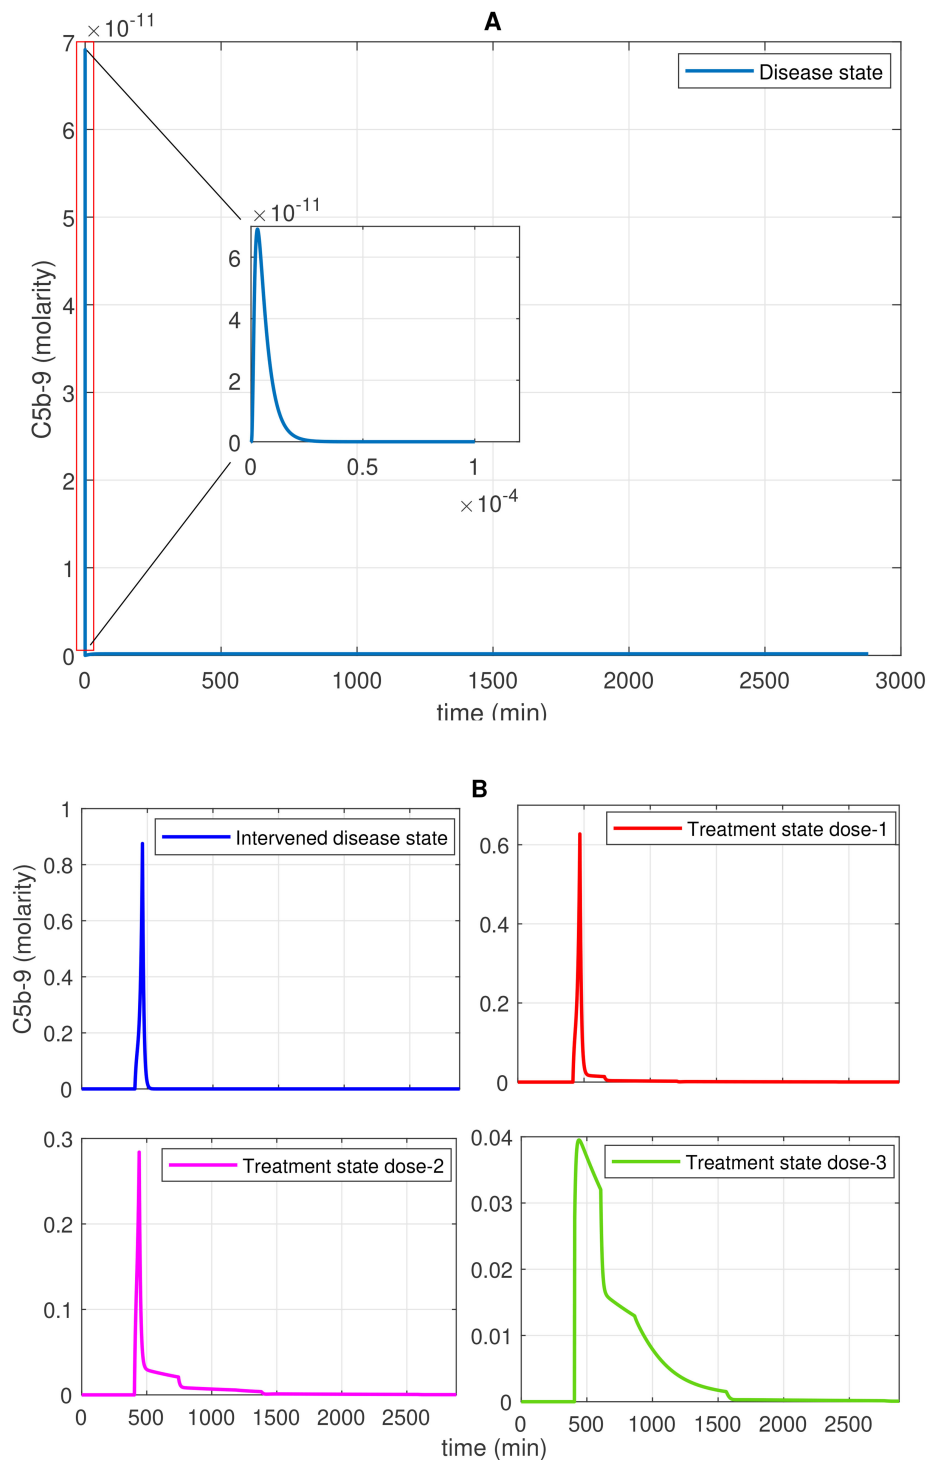 A
×10-11
7
6
5
4
3
2
1
0
C5b-9 (molarity)
Disease state
×10-11
6
4
2
0
0 0.5 1
×10-4
0 500 1000 1500 2000 2500 3000
time (min)
B
1
0.8
0.6
0.4
0.2
0
C5b-9 (molarity)
Intervened disease state
0.6
0.4
0.2
0
Treatment state dose-1
0.3
0.2
0.1
0
Treatment state dose-2
0 500 1000 1500 2000 2500
0.04
0.03
0.02
0.01
0
Treatment state dose-3
0 500 1000 1500 2000 2500
time (min)